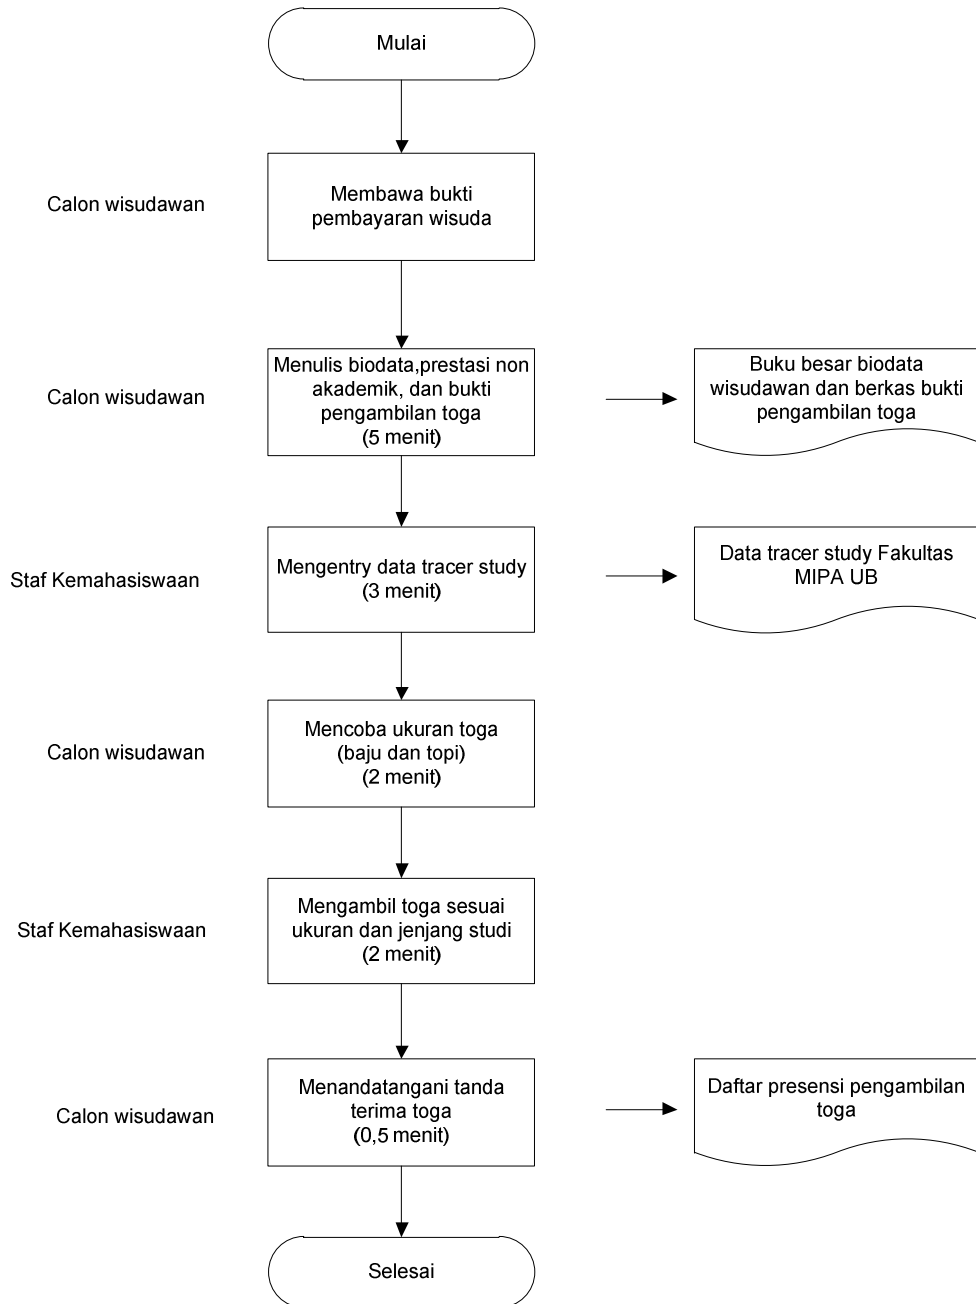 Mulai
Calon wisudawan
Membawa bukti
pembayaran wisuda
Calon wisudawan
Menulis biodata,prestasi non
akademik, dan bukti
pengambilan toga
(5 menit)
Buku besar biodata
wisudawan dan berkas bukti
pengambilan toga
Staf Kemahasiswaan
Mengentry data tracer study
(3 menit)
Data tracer study Fakultas
MIPA UB
Calon wisudawan
Mencoba ukuran toga
(baju dan topi)
(2 menit)
Staf Kemahasiswaan
Mengambil toga sesuai
ukuran dan jenjang studi
(2 menit)
Calon wisudawan
Menandatangani tanda
terima toga
(0,5 menit)
Daftar presensi pengambilan
toga
Selesai